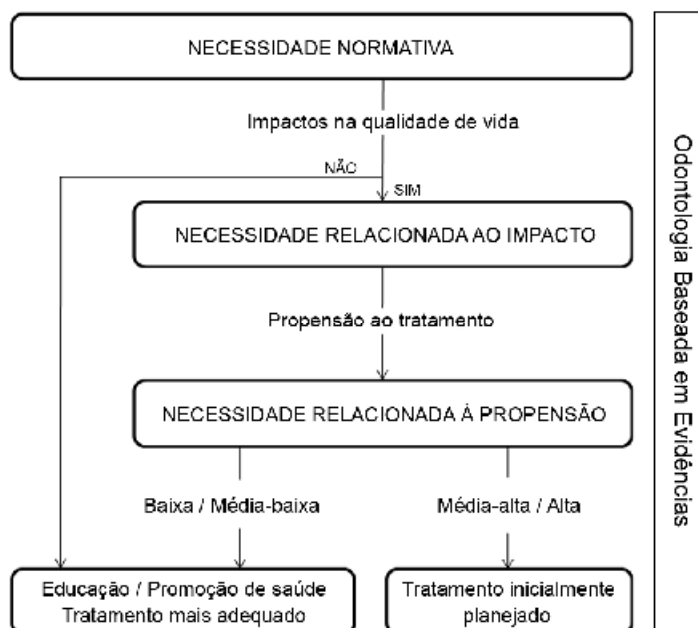 NECESSIDADE NORMATIVA
Impactos na qualidade de vida
NÃO
SIM
NECESSIDADE RELACIONADA AO IMPACTO
Propensão ao tratamento
NECESSIDADE RELACIONADA À PROPENSÃO
Baixa / Média-baixa
Média-alta / Alta
Educação / Promoção de saúde
Tratamento mais adequado
Tratamento inicialmente
planejado
Odontologia Baseada em Evidências